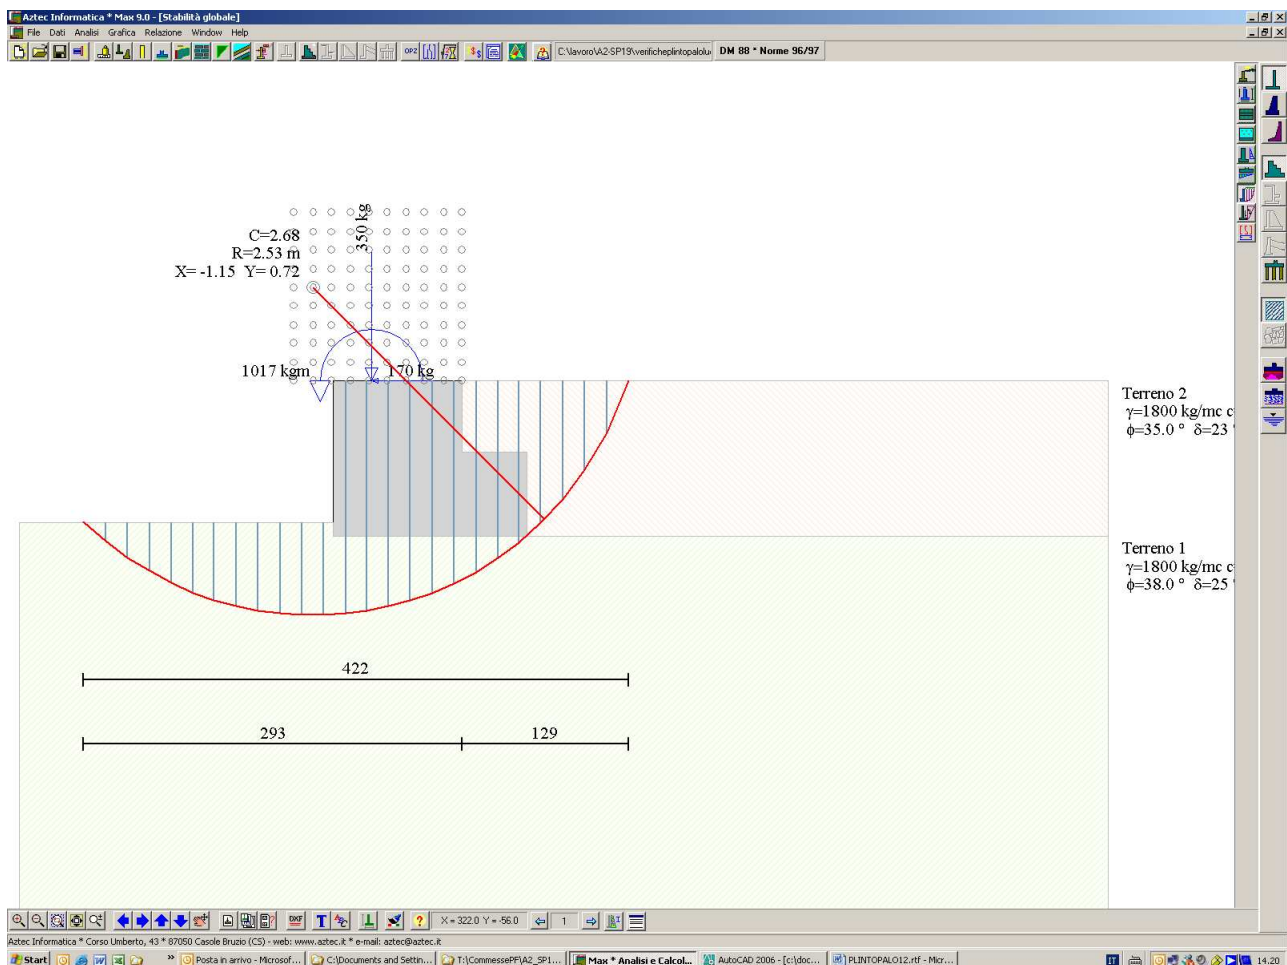 Aztec Informatica * Max 9.0 - [Stabilità globale]
File Dati Analisi Grafica Relazione Window Help
OPZ
C:\lavoro\A2-SP19\verificheplintopalolu
DM 88 * Norme 96/97
350 kg
C=2.68
R=2.53 m
X= -1.15 Y= 0.72
1017 kgm
170 kg
Terreno 2
γ=1800 kg/mc c
ϕ=35.0 ° δ=23 °
Terreno 1
γ=1800 kg/mc c
ϕ=38.0 ° δ=25 °
422
293
129
DXF
X = 322.0 Y = -56.0
1
Aztec Informatica * Corso Umberto, 43 * 87050 Casole Bruzio (CS) - web: www.aztec.it * e-mail: aztec@aztec.it
Start
Posta in arrivo - Microsof...
C:\Documents and Settin...
T:\CommessePF\A2_SP1...
Max * Analisi e Calcol...
AutoCAD 2006 - [c:\doc...
PLINTOPALO12.rtf - Micr...
IT
14.20